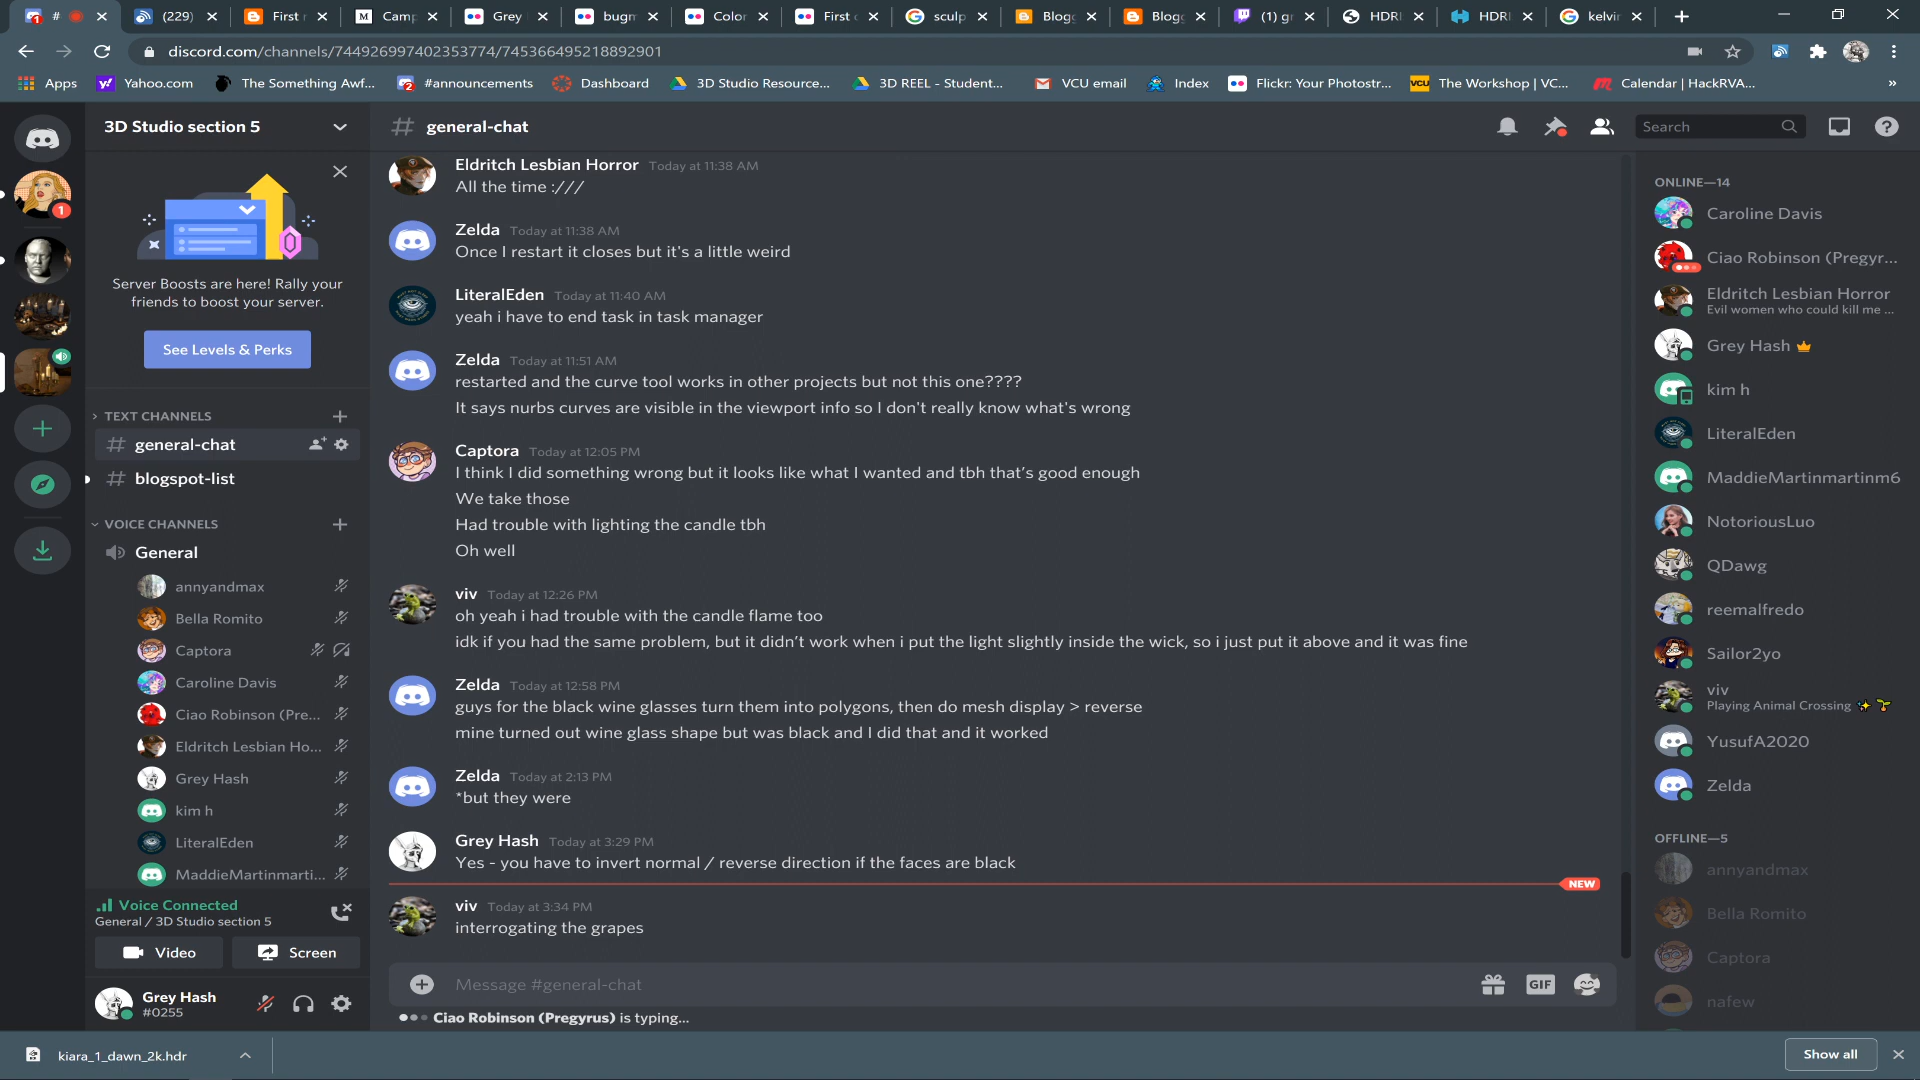 #
(229)
First r
Camp
Grey
bugm
Color
First c
sculp
Blogg
Blogg
(1) gr
HDRI
HDRI
kelvir
discord.com/channels/744926997402353774/745366495218892901
Apps
Yahoo.com
The Something Awf...
#announcements
Dashboard
3D Studio Resource...
3D REEL - Student...
VCU email
Index
Flickr: Your Photostr...
The Workshop | VC...
Calendar | HackRVA...
»
3D Studio section 5
Server Boosts are here! Rally your
friends to boost your server.
See Levels & Perks
TEXT CHANNELS
# general-chat
# blogspot-list
VOICE CHANNELS
General
annyandmax
Bella Romito
Captora
Caroline Davis
Ciao Robinson (Pre...
Eldritch Lesbian Ho...
Grey Hash
kim h
LiteralEden
MaddieMartinmarti...
Voice Connected
General / 3D Studio section 5
Video
Screen
Grey Hash
#0255
# general-chat
Search
Eldritch Lesbian Horror Today at 11:38 AM
All the time :///
Zelda Today at 11:38 AM
Once I restart it closes but it's a little weird
LiteralEden Today at 11:40 AM
yeah i have to end task in task manager
Zelda Today at 11:51 AM
restarted and the curve tool works in other projects but not this one????
It says nurbs curves are visible in the viewport info so I don't really know what's wrong
Captora Today at 12:05 PM
I think I did something wrong but it looks like what I wanted and tbh that's good enough
We take those
Had trouble with lighting the candle tbh
Oh well
viv Today at 12:26 PM
oh yeah i had trouble with the candle flame too
idk if you had the same problem, but it didn't work when i put the light slightly inside the wick, so i just put it above and it was fine
Zelda Today at 12:58 PM
guys for the black wine glasses turn them into polygons, then do mesh display > reverse
mine turned out wine glass shape but was black and I did that and it worked
Zelda Today at 2:13 PM
*but they were
Grey Hash Today at 3:29 PM
Yes - you have to invert normal / reverse direction if the faces are black
NEW
viv Today at 3:34 PM
interrogating the grapes
Message #general-chat
GIF
Ciao Robinson (Pregyrus) is typing...
ONLINE—14
Caroline Davis
Ciao Robinson (Pregyr...
Eldritch Lesbian Horror
Evil women who could kill me ...
Grey Hash
kim h
LiteralEden
MaddieMartinmartinm6
NotoriousLuo
QDawg
reemalfredo
Sailor2yo
viv
Playing Animal Crossing
YusufA2020
Zelda
OFFLINE—5
annyandmax
Bella Romito
Captora
nafew
kiara_1_dawn_2k.hdr
Show all